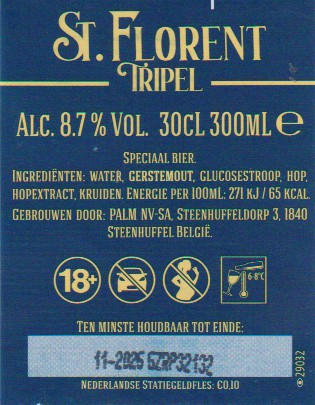 ST. FLORENT
TRIPEL
ALC. 8.7 % VOL. 30CL 300ML e
SPECIAAL BIER.
INGREDIËNTEN: WATER, GERSTEMOUT, GLUCOSESTROOP, HOP,
HOPEXTRACT, KRUIDEN. ENERGIE PER 100ML: 271 KJ / 65 KCAL.
GEBROUWEN DOOR: PALM NV-SA, STEENHUFFELDORP 3, 1840
STEENHUFFEL BELGIË.
18+
6-8°C
TEN MINSTE HOUDBAAR TOT EINDE:
11-2025
NEDERLANDSE STATIEGELDFLES: €0,10
29032